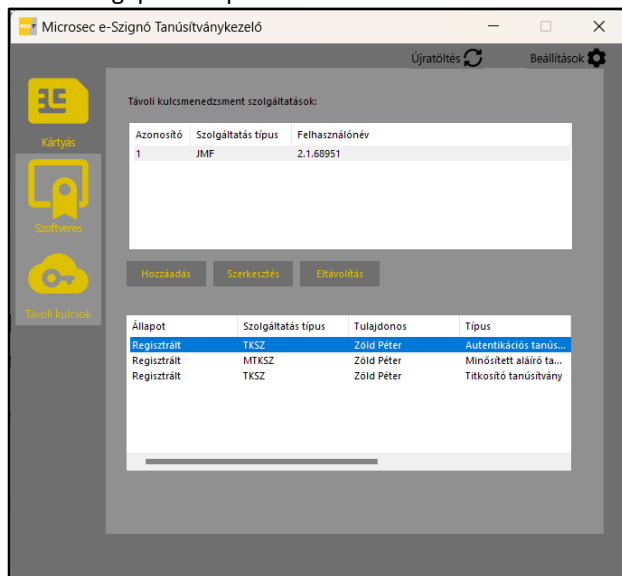 Microsec e-Szignó Tanúsítványkezelő
Újratöltés Beállítások
Kártyás
Szoftveres
Távoli kulcsok
Távoli kulcsmenedzsment szolgáltatások:
Azonosító Szolgáltatás típus Felhasználónév
1 JMF 2.1.68951
Hozzáadás Szerkesztés Eltávolítás
Állapot Szolgáltatás típus Tulajdonos Típus
Regisztrált TKSZ Zöld Péter Autentikációs tanús...
Regisztrált MTKSZ Zöld Péter Minősített aláíró ta...
Regisztrált TKSZ Zöld Péter Titkosító tanúsítvány